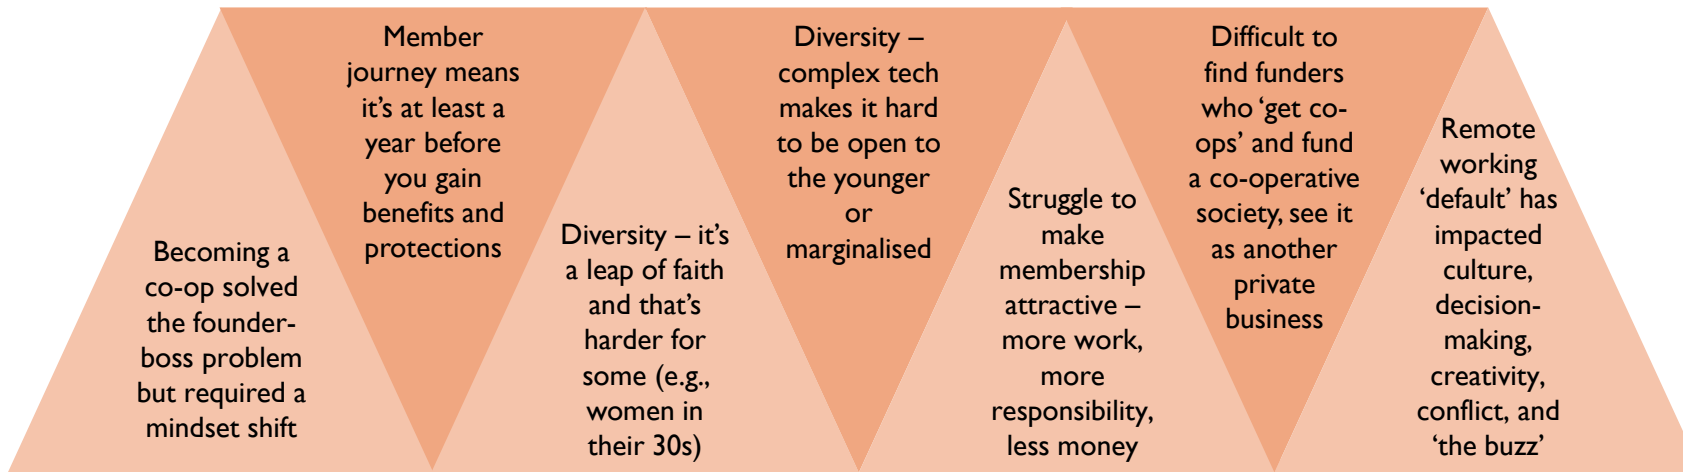 Becoming a
co-op solved
the founder-
boss problem
but required a
mindset shift
Member
journey means
it's at least a
year before
you gain
benefits and
protections
Diversity – it's
a leap of faith
and that's
harder for
some (e.g.,
women in
their 30s)
Diversity –
complex tech
makes it hard
to be open to
the younger
or
marginalised
Struggle to
make
membership
attractive –
more work,
more
responsibility,
less money
Difficult to
find funders
who ‘get co-
ops’ and fund
a co-operative
society, see it
as another
private
business
Remote
working
‘default’ has
impacted
culture,
decision-
making,
creativity,
conflict, and
‘the buzz’